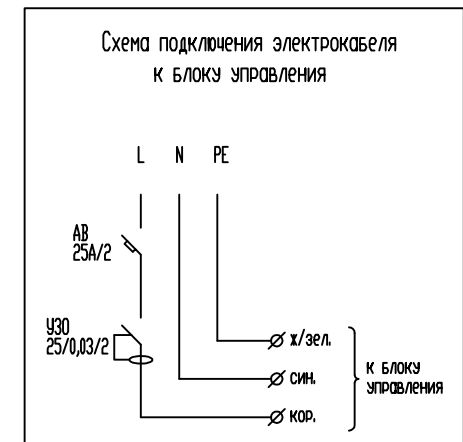 Схема подключения электрокабеля
к блоку управления
L N PE
АВ
25А/2
УЗО
25/0,03/2
ж/зел.
син.
кор.
к блоку
управления